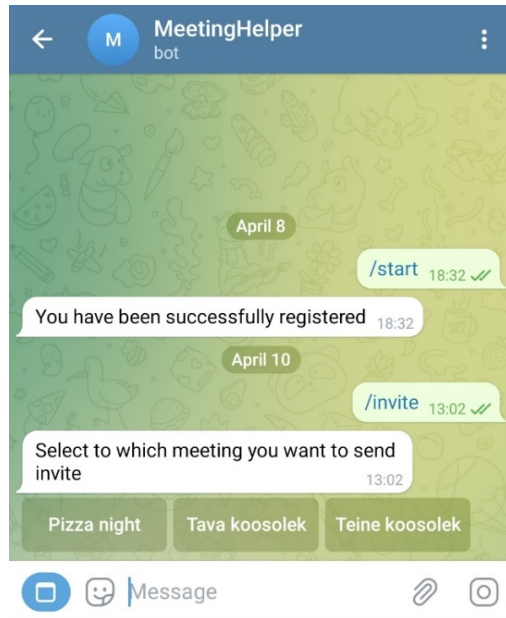 M
MeetingHelper
bot
April 8
/start 18:32
You have been successfully registered 18:32
April 10
/invite 13:02
Select to which meeting you want to send
invite
13:02
Pizza night Tava koosolek Teine koosolek
Message